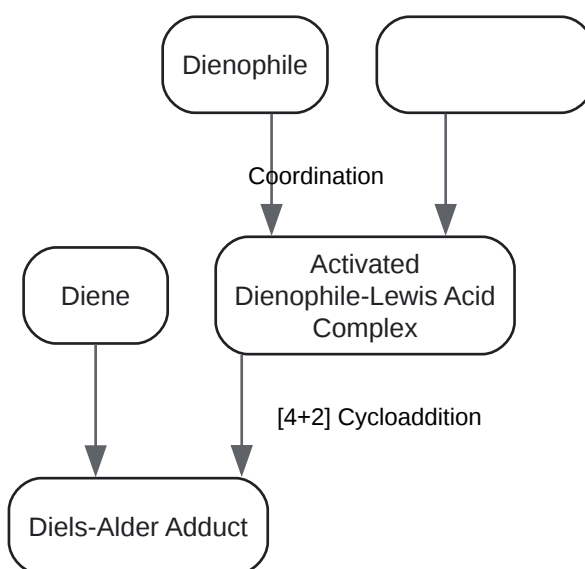 Dienophile
Coordination
Activated
Dienophile-Lewis Acid
Complex
Diene
[4+2] Cycloaddition
Diels-Alder Adduct